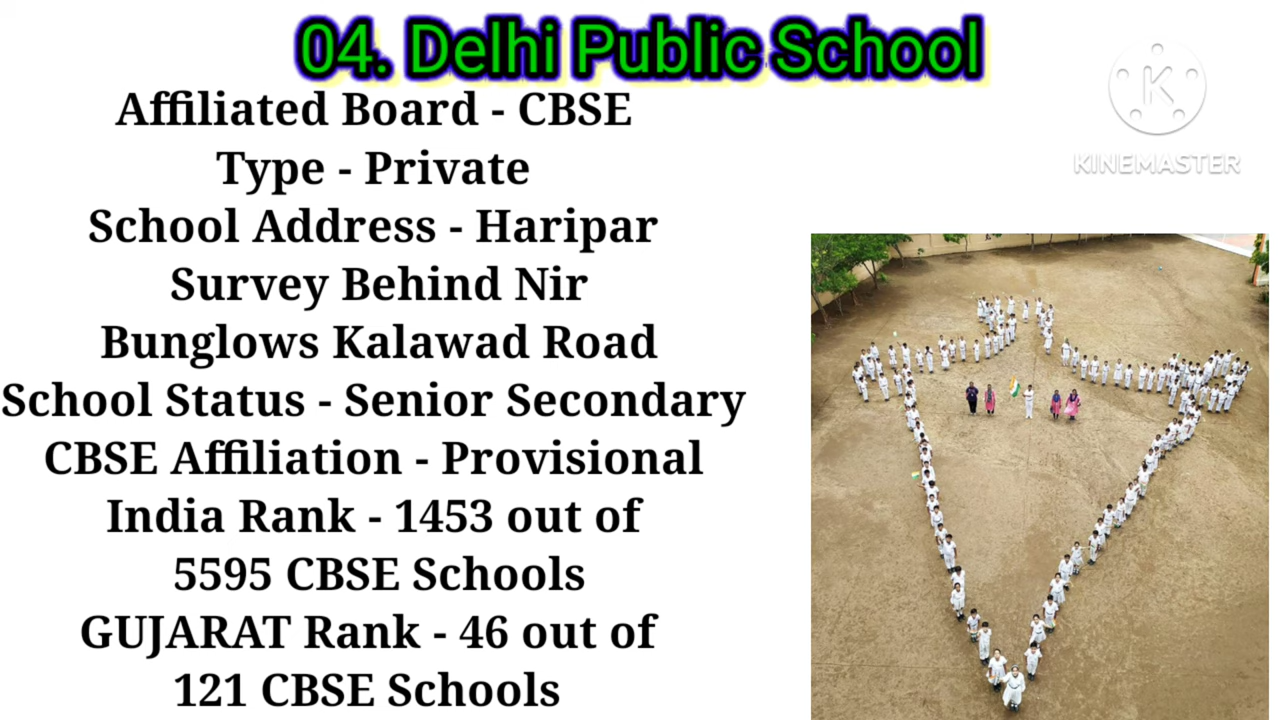 04. Delhi Public School
Affiliated Board - CBSE
Type - Private
School Address - Haripar
Survey Behind Nir
Bunglows Kalawad Road
School Status - Senior Secondary
CBSE Affiliation - Provisional
India Rank - 1453 out of
5595 CBSE Schools
GUJARAT Rank - 46 out of
121 CBSE Schools
K
KINEMASTER